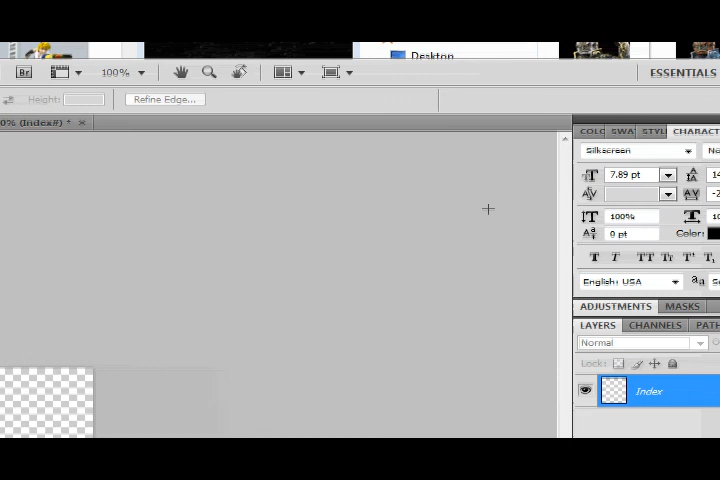 Desktop
Br 100% ESSENTIALS
Height: Refine Edge...
0% (Index#) *
COLO SWA STYL CHARACT
Silkscreen
7.89 pt
100%
0 pt Color:
English: USA
ADJUSTMENTS MASKS
LAYERS CHANNELS PATH
Normal
Lock:
Index